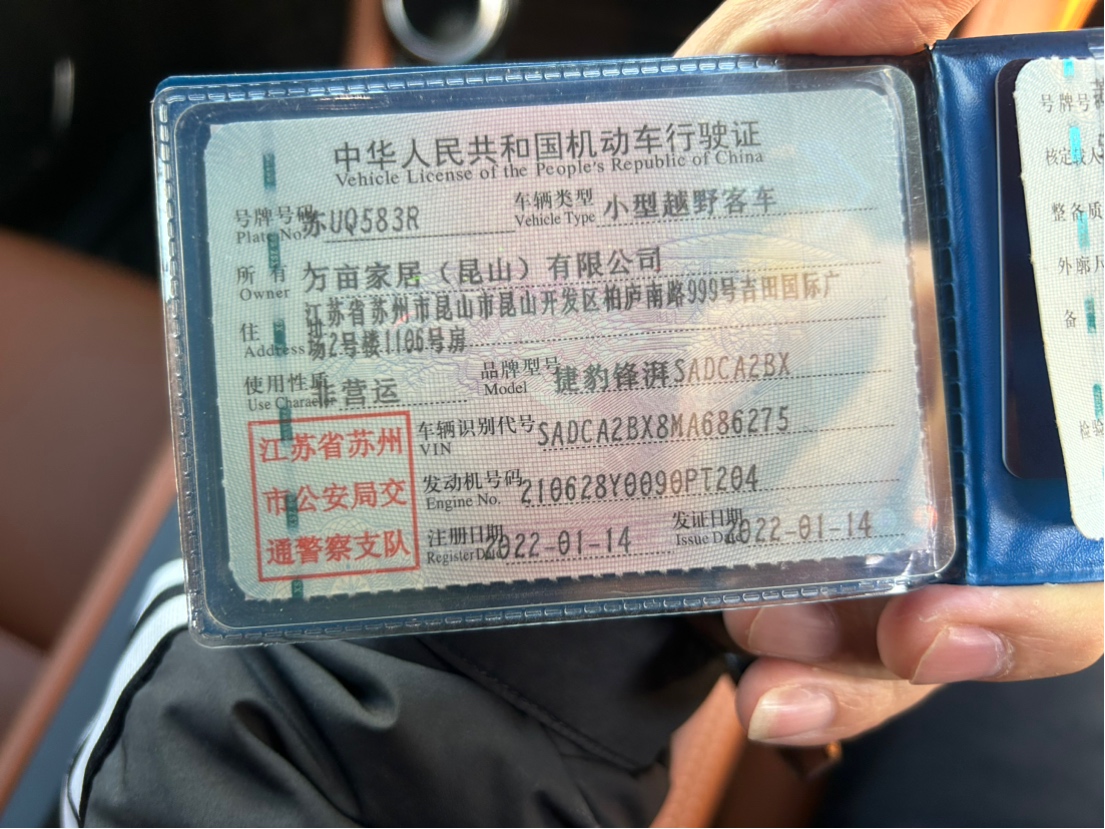 中华人民共和国机动车行驶证
Vehicle License of the People's Republic of China
号牌号码 苏UQ583R 车辆类型 小型越野客车
Plate No. Vehicle Type
所有 万亩家居（昆山）有限公司
Owner
住 江苏省苏州市昆山市昆山开发区柏庐南路999号吉田国际广
Address 场2号楼1106号房
使用性质 非营运 品牌型号 捷豹锋湃SADCA2BX
Use Character Model
江苏省苏州
市公安局交
通警察支队
车辆识别代号 SADCA2BX8MA686275
VIN
发动机号码 210628Y0090PT204
Engine No.
注册日期 2022-01-14 发证日期 2022-01-14
Register Date Issue Date
号牌号
核定载人
整备质
外廓尺
备
检验